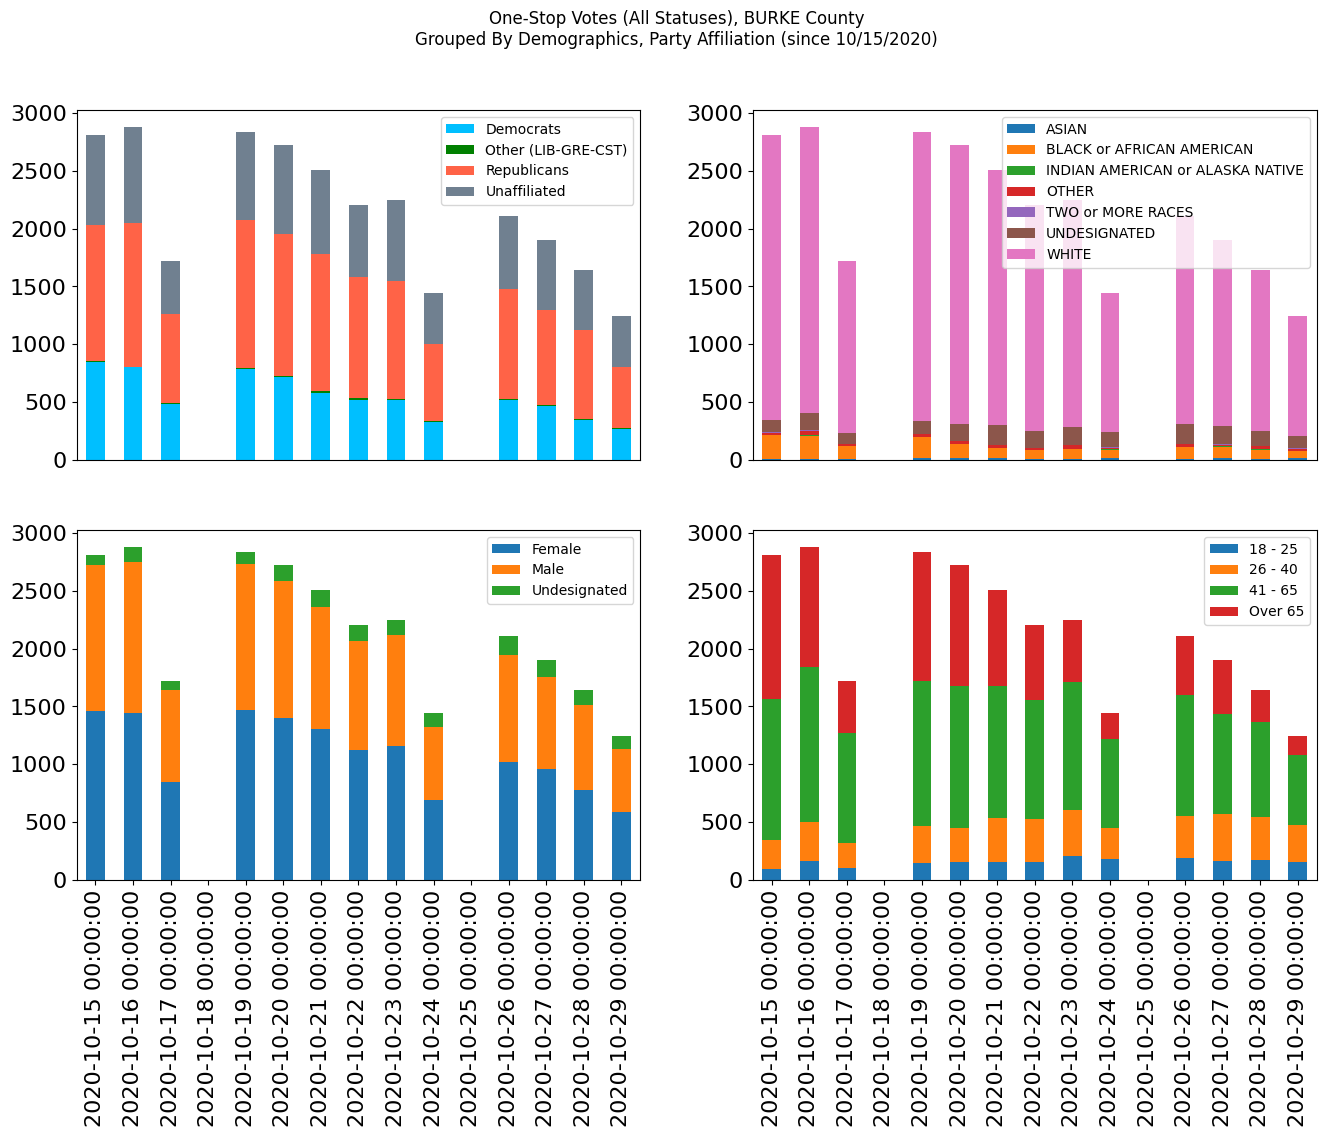 One-Stop Votes (All Statuses), BURKE County
Grouped By Demographics, Party Affiliation (since 10/15/2020)
3000
2500
2000
1500
1000
500
0
Democrats
Other (LIB-GRE-CST)
Republicans
Unaffiliated
3000
2500
2000
1500
1000
500
0
ASIAN
BLACK or AFRICAN AMERICAN
INDIAN AMERICAN or ALASKA NATIVE
OTHER
TWO or MORE RACES
UNDESIGNATED
WHITE
3000
2500
2000
1500
1000
500
0
Female
Male
Undesignated
2020-10-15 00:00:00
2020-10-16 00:00:00
2020-10-17 00:00:00
2020-10-18 00:00:00
2020-10-19 00:00:00
2020-10-20 00:00:00
2020-10-21 00:00:00
2020-10-22 00:00:00
2020-10-23 00:00:00
2020-10-24 00:00:00
2020-10-25 00:00:00
2020-10-26 00:00:00
2020-10-27 00:00:00
2020-10-28 00:00:00
2020-10-29 00:00:00
3000
2500
2000
1500
1000
500
0
18 - 25
26 - 40
41 - 65
Over 65
2020-10-15 00:00:00
2020-10-16 00:00:00
2020-10-17 00:00:00
2020-10-18 00:00:00
2020-10-19 00:00:00
2020-10-20 00:00:00
2020-10-21 00:00:00
2020-10-22 00:00:00
2020-10-23 00:00:00
2020-10-24 00:00:00
2020-10-25 00:00:00
2020-10-26 00:00:00
2020-10-27 00:00:00
2020-10-28 00:00:00
2020-10-29 00:00:00